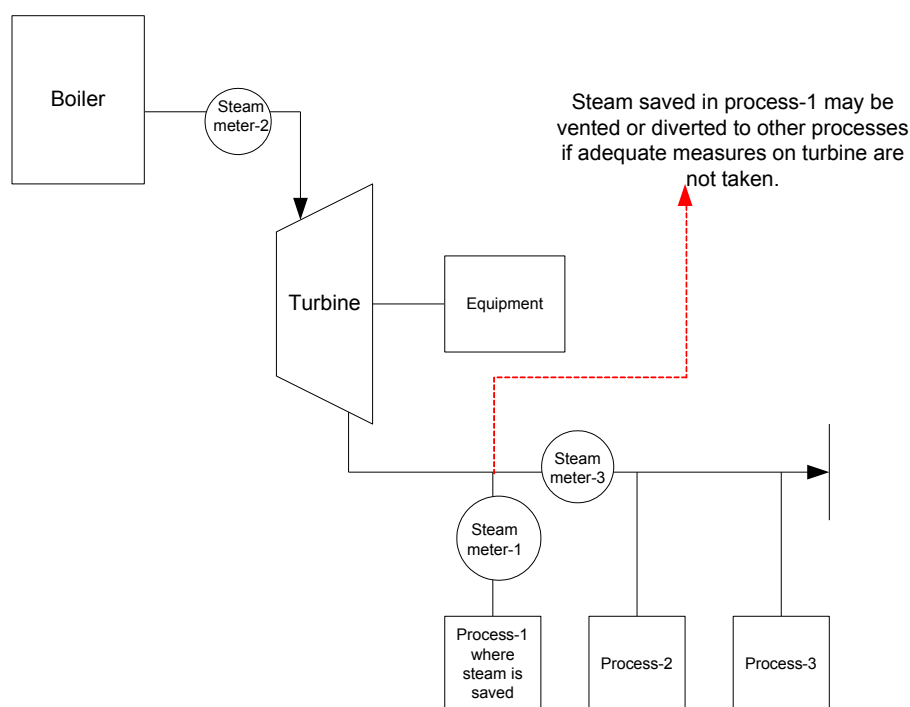 Boiler
Steam
meter-2
Steam saved in process-1 may be
vented or diverted to other processes
if adequate measures on turbine are
not taken.
Turbine
Equipment
Steam
meter-3
Steam
meter-1
Process-1
where
steam is
saved
Process-2
Process-3